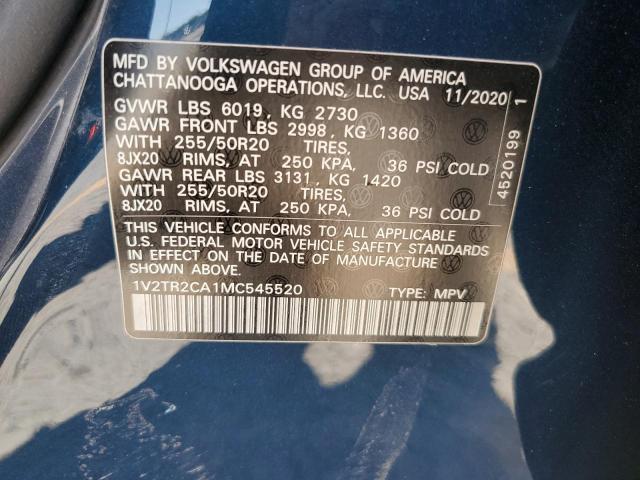 MFD BY VOLKSWAGEN GROUP OF AMERICA
CHATTANOOGA OPERATIONS, LLC. USA 11/2020
GVWR LBS 6019, KG 2730
GAWR FRONT LBS 2998, KG 1360
WITH 255/50R20 TIRES,
8JX20 RIMS, AT 250 KPA, 36 PSI COLD
GAWR REAR LBS 3131, KG 1420
WITH 255/50R20 TIRES,
8JX20 RIMS, AT 250 KPA, 36 PSI COLD
THIS VEHICLE CONFORMS TO ALL APPLICABLE
U.S. FEDERAL MOTOR VEHICLE SAFETY STANDARDS
IN EFFECT ON THE DATE OF MANUFACTURE
SHOWN ABOVE.
1V2TR2CA1MC545520 TYPE: MPV
4520199 1